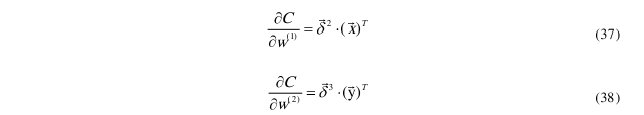 ∂C/∂w⁽¹⁾ = δ⃗ ² · (x⃗)ᵀ (37)
∂C/∂w⁽²⁾ = δ⃗ ³ · (y⃗)ᵀ (38)